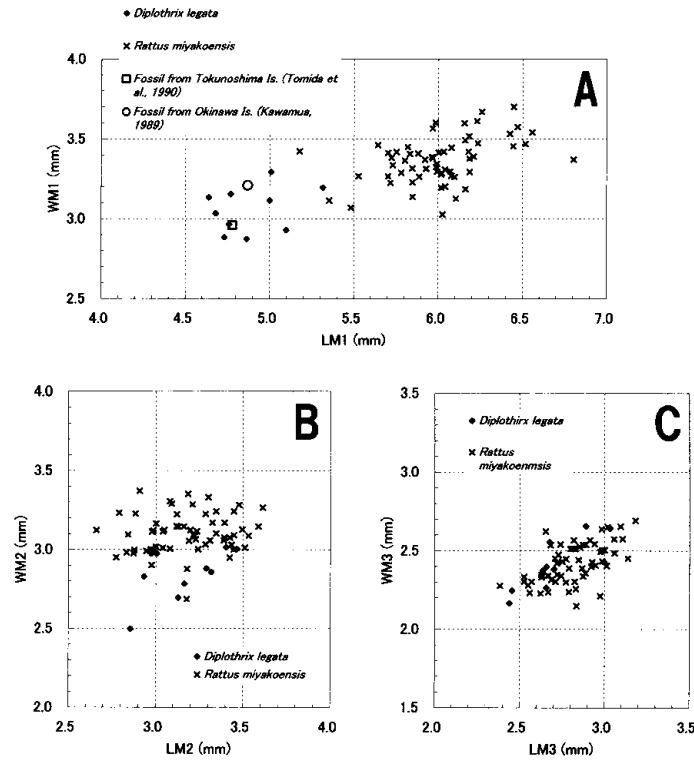 Diplothrix legata
Rattus miyakoensis
Fossil from Tokunoshima Is. (Tomida
et al., 1990)
Fossil from Okinawa Is. (Kawamua,
1989)
A
4.0
3.5
3.0
2.5
WM1 (mm)
4.0
4.5
5.0
5.5
6.0
6.5
7.0
LM1 (mm)
B
4.0
3.5
3.0
2.5
2.0
WM2 (mm)
Diplothrix legata
Rattus miyakoensis
2.5
3.0
3.5
4.0
LM2 (mm)
C
3.5
3.0
2.5
2.0
1.5
WM3 (mm)
Diplothirx legata
Rattus
miyakoenmsis
2.0
2.5
3.0
3.5
LM3 (mm)